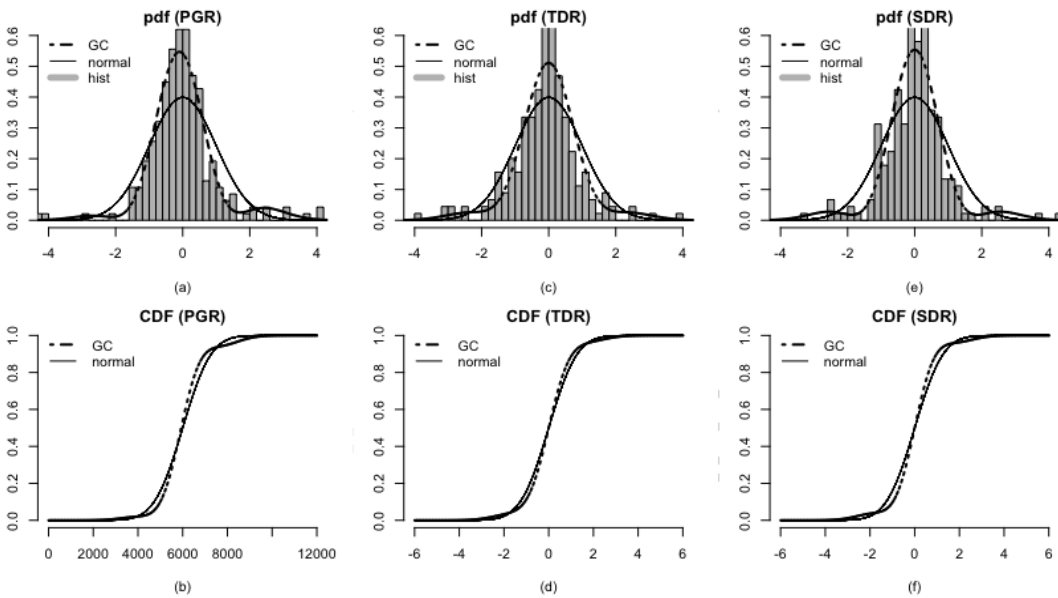 pdf (PGR)
0.0 0.1 0.2 0.3 0.4 0.5 0.6
GC
normal
hist
-4 -2 0 2 4
(a)
pdf (TDR)
0.0 0.1 0.2 0.3 0.4 0.5 0.6
GC
normal
hist
-4 -2 0 2 4
(c)
pdf (SDR)
0.0 0.1 0.2 0.3 0.4 0.5 0.6
GC
normal
hist
-4 -2 0 2 4
(e)
CDF (PGR)
0.0 0.2 0.4 0.6 0.8 1.0
GC
normal
0 2000 4000 6000 8000 12000
(b)
CDF (TDR)
0.0 0.2 0.4 0.6 0.8 1.0
GC
normal
-6 -4 -2 0 2 4 6
(d)
CDF (SDR)
0.0 0.2 0.4 0.6 0.8 1.0
GC
normal
-6 -4 -2 0 2 4 6
(f)